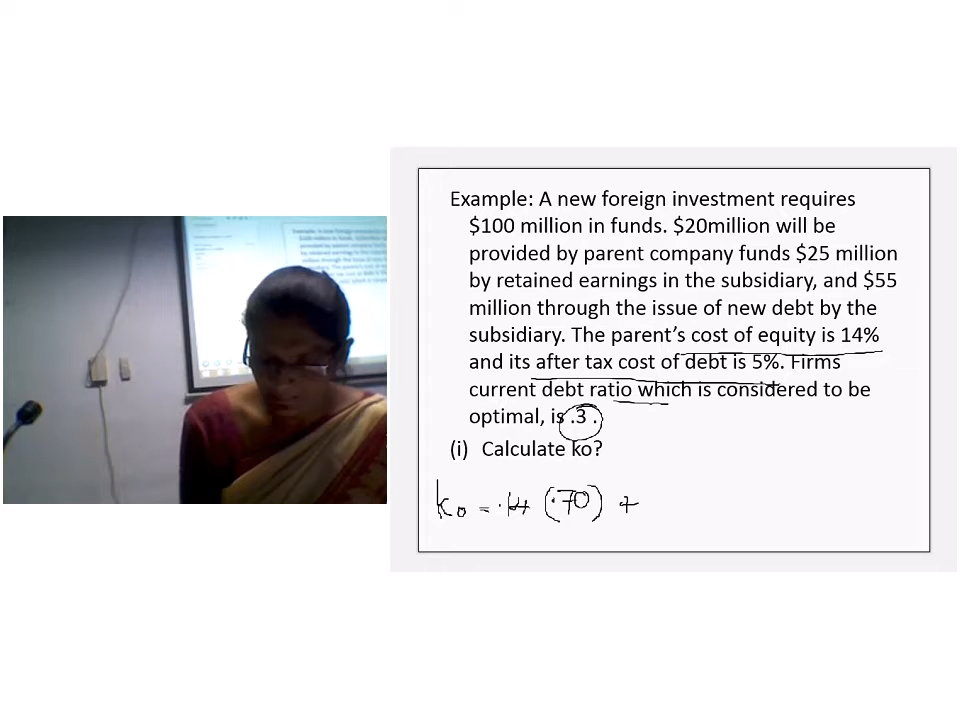 Example: A new foreign investment requires
$100 million in funds. $20million will be
provided by parent company funds $25 million
by retained earnings in the subsidiary, and $55
million through the issue of new debt by the
subsidiary. The parent's cost of equity is 14%
and its after tax cost of debt is 5%. Firms
current debt ratio which is considered to be
optimal, is .3 .
(i) Calculate ko?
ko = .14 (.70) +